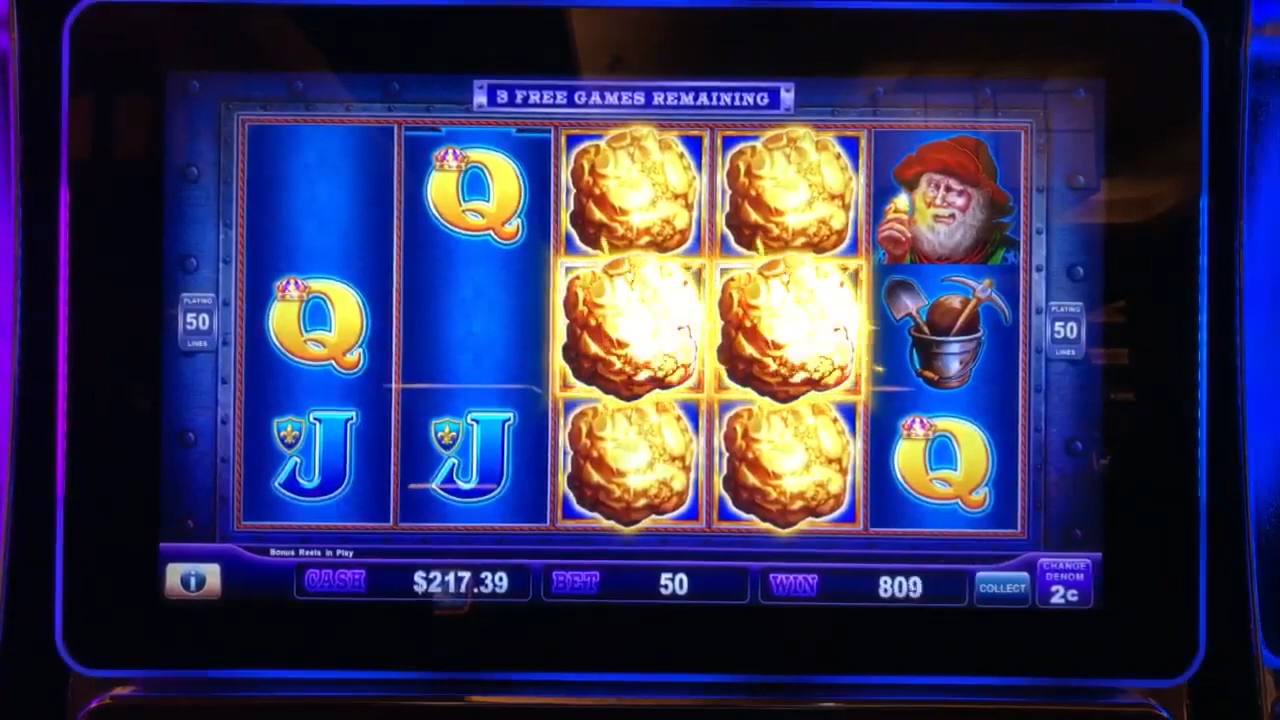 3 FREE GAMES REMAINING
Q
Q
J
J
Q
PLAYING
50
LINES
PLAYING
50
LINES
Bonus Reels in Play
i
CASH $217.39
BET 50
WIN 809
COLLECT
CHANGE
DENOM
2¢